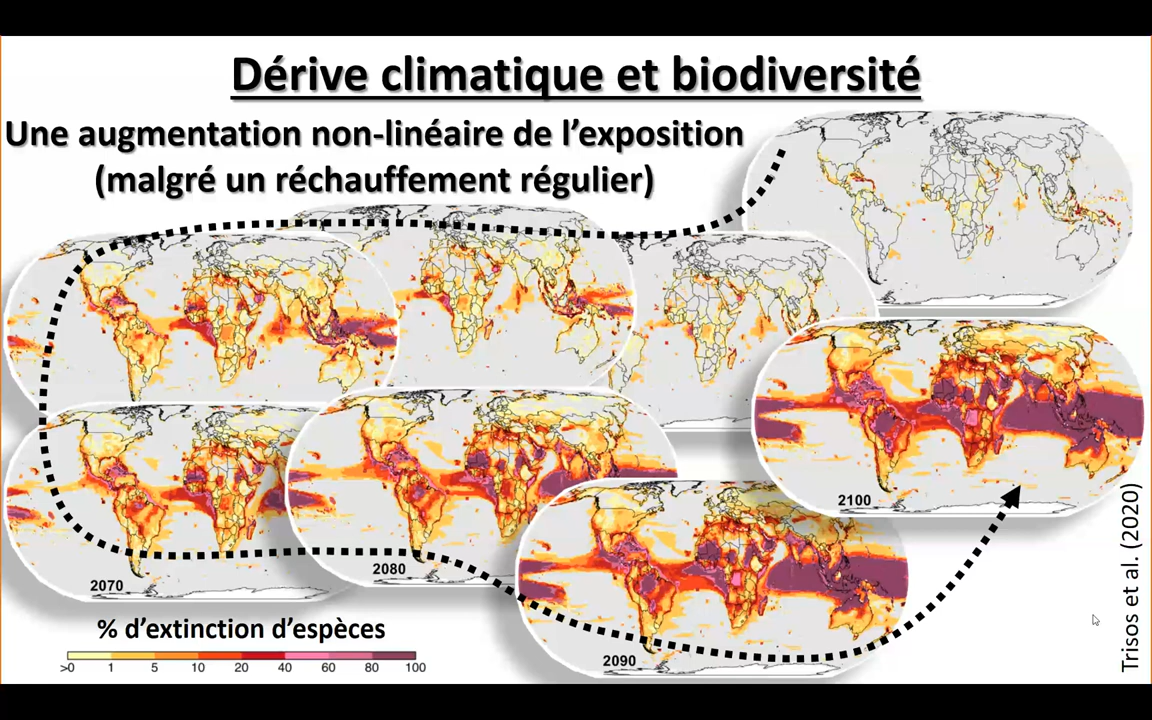 Dérive climatique et biodiversité
Une augmentation non-linéaire de l’exposition
(malgré un réchauffement régulier)
2070
2080
2090
2100
% d’extinction d’espèces
>0 1 5 10 20 40 60 80 100
Trisos et al. (2020)